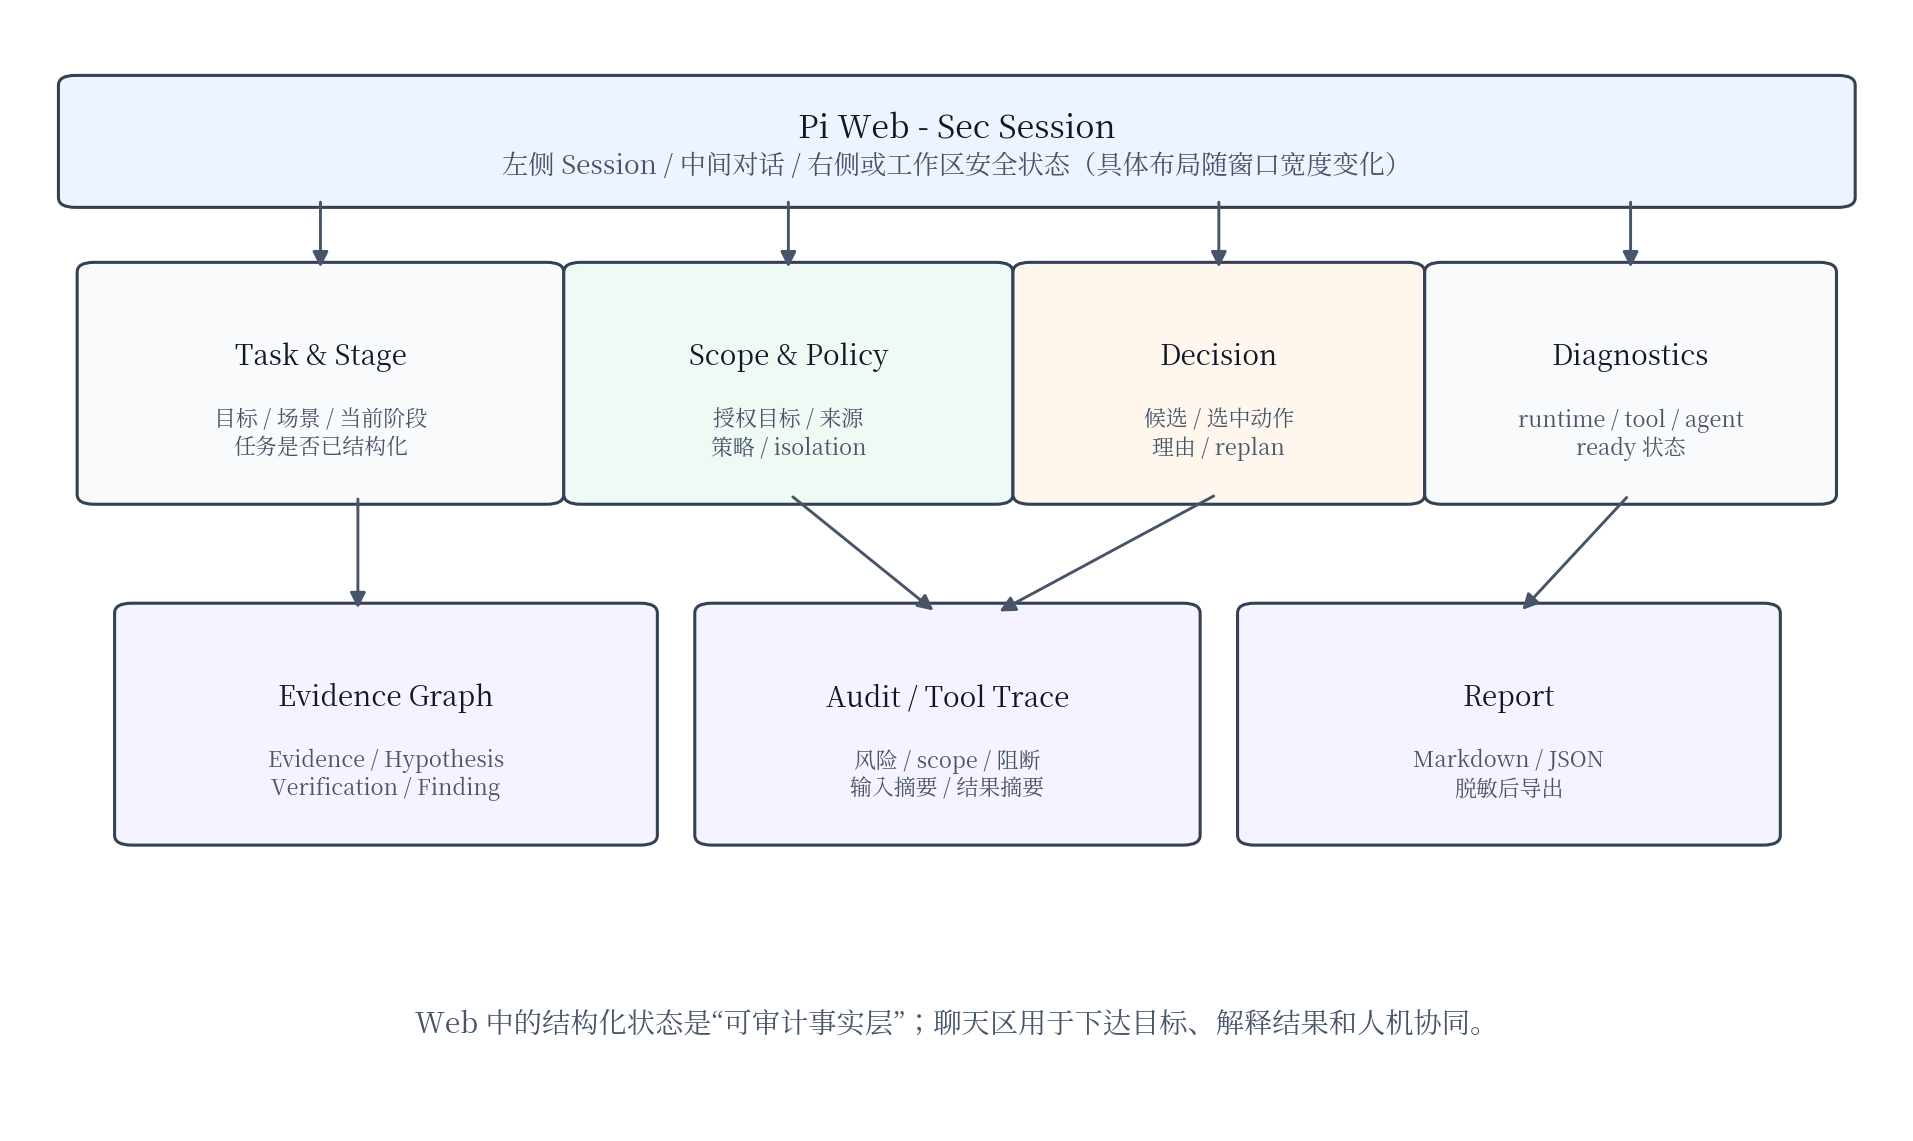 Pi Web - Sec Session
左侧 Session / 中间对话 / 右侧或工作区安全状态（具体布局随窗口宽度变化）
Task & Stage
目标 / 场景 / 当前阶段
任务是否已结构化
Scope & Policy
授权目标 / 来源
策略 / isolation
Decision
候选 / 选中动作
理由 / replan
Diagnostics
runtime / tool / agent
ready 状态
Evidence Graph
Evidence / Hypothesis
Verification / Finding
Audit / Tool Trace
风险 / scope / 阻断
输入摘要 / 结果摘要
Report
Markdown / JSON
脱敏后导出
Web 中的结构化状态是“可审计事实层”；聊天区用于下达目标、解释结果和人机协同。